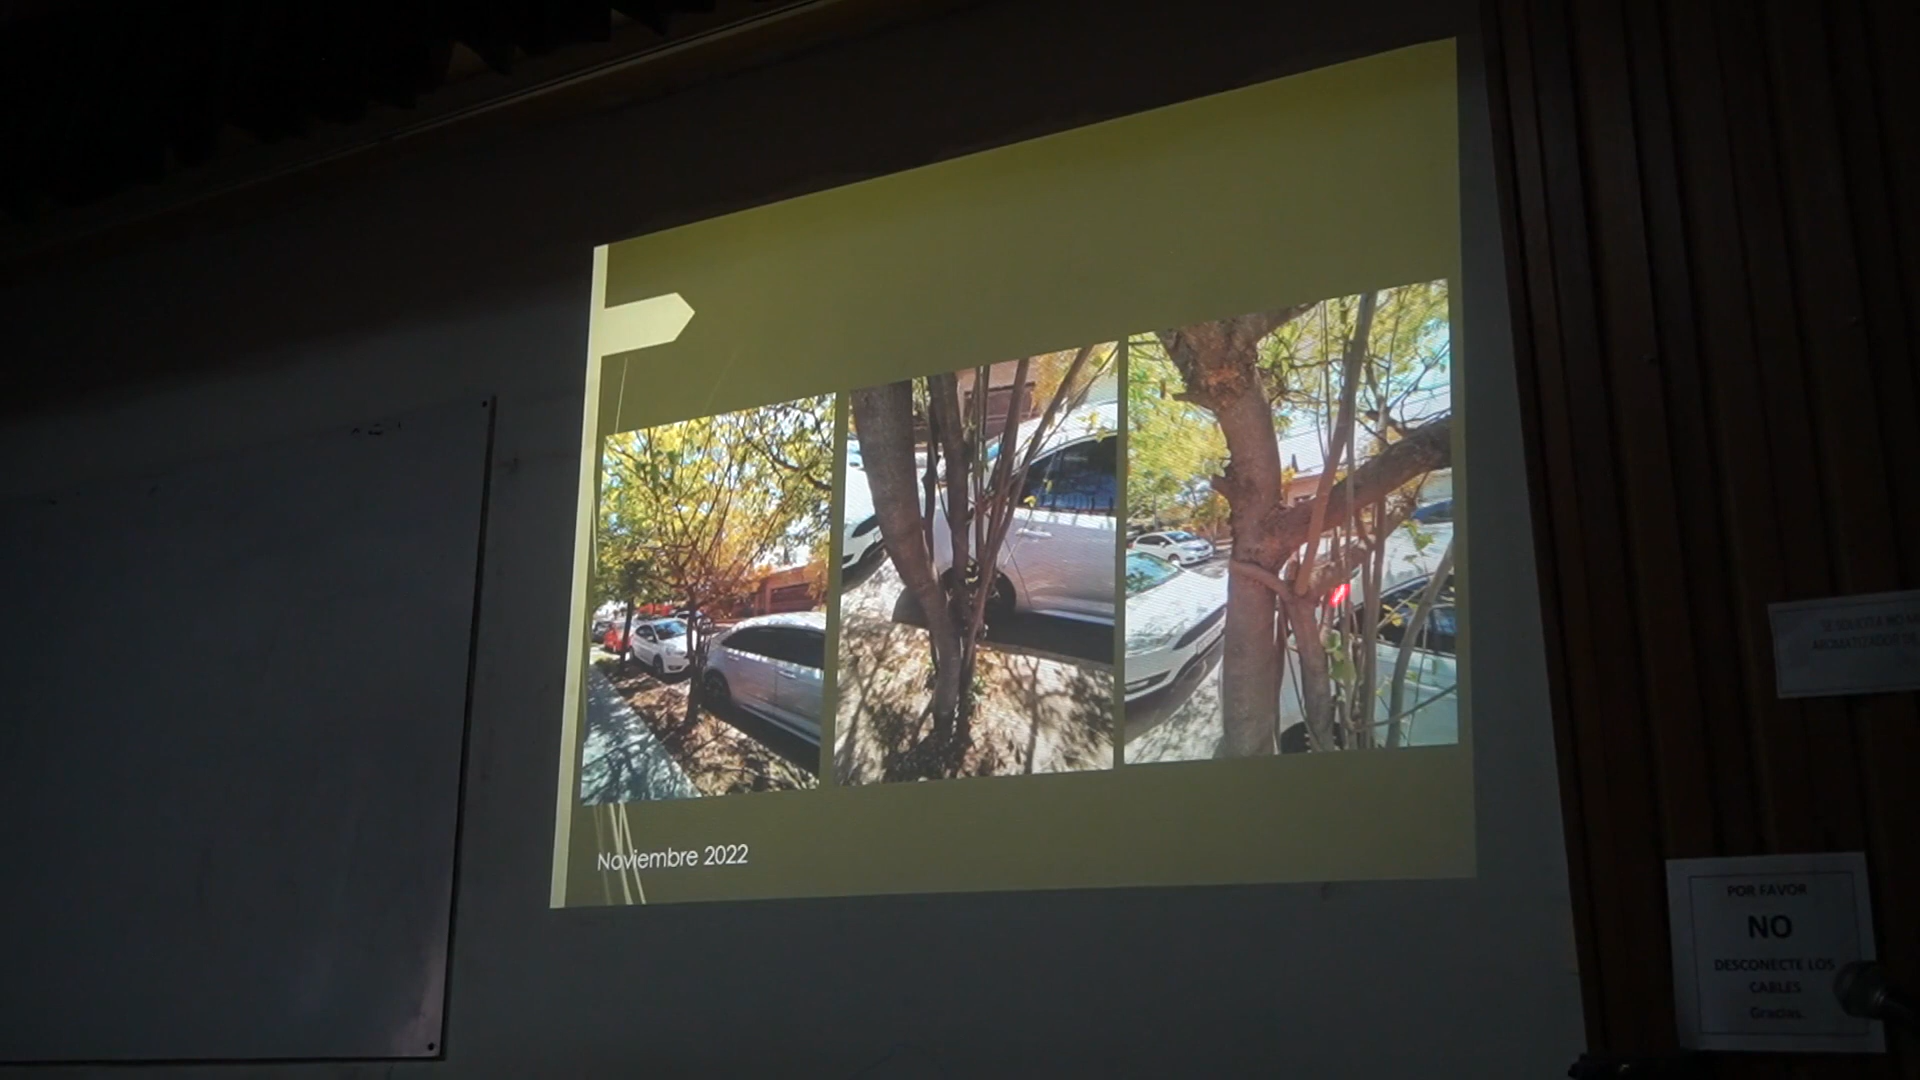 Noviembre 2022
POR FAVOR
NO
DESCONECTE LOS
CABLES
Gracias.